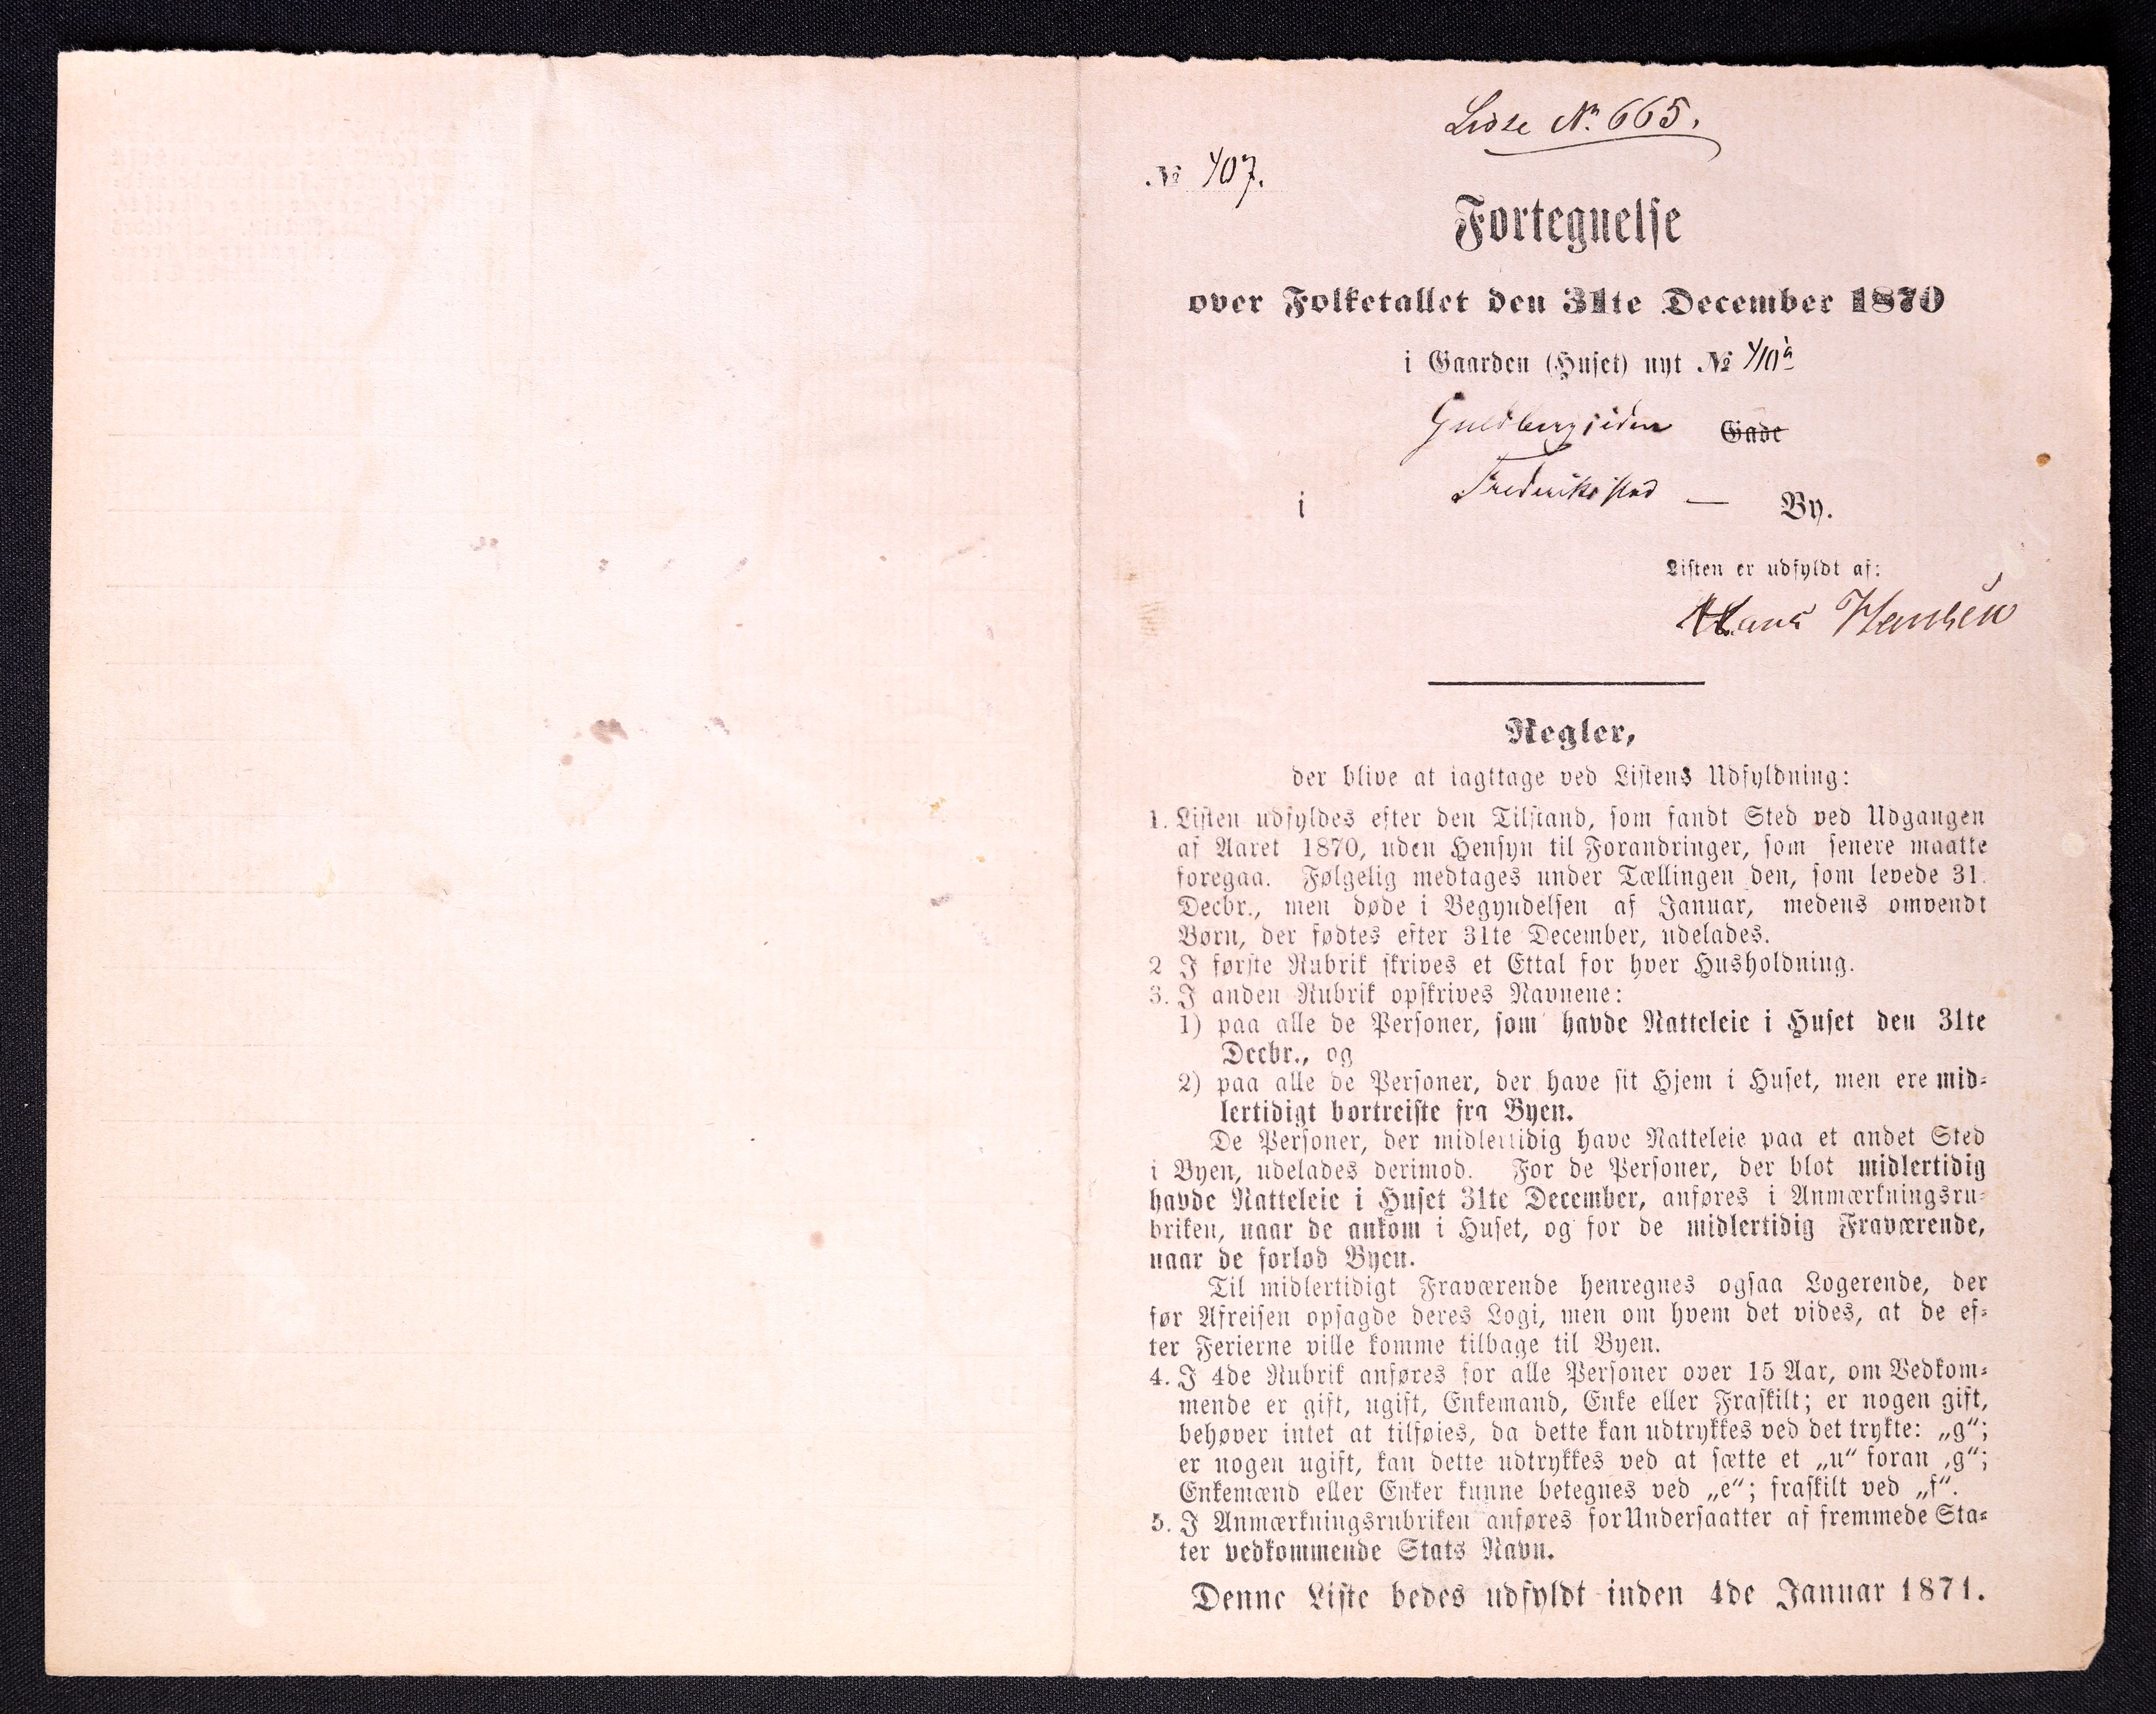 Liste No. 665.
№ 407.
Fortegnelse
over Folketallet den 31te December 1870
i Gaarden (Huset) nyt № 410a
Guldbergsiden Gade
i Frederikstad — By.
Listen er udfyldt af:
Hans Hansen
Regler,
der blive at iagttage ved Listens Udfyldning:
1. Listen udfyldes efter den Tilstand, som fandt Sted ved Udgangen
af Aaret 1870, uden Hensyn til Forandringer, som senere maatte
foregaa. Følgelig medtages under Tællingen den, som levede 31.
Decbr., men døde i Begyndelsen af Januar, medens omvendt
Børn, der fødtes efter 31te December, udelades.
2 I første Rubrik skrives et Ettal for hver Husholdning.
3. I anden Rubrik opskrives Navnene:
1) paa alle de Personer, som havde Natteleie i Huset den 31te
Decbr., og
2) paa alle de Personer, der have sit Hjem i Huset, men ere mid-
lertidigt bortreiste fra Byen.
De Personer, der midlertidig have Natteleie paa et andet Sted
i Byen, udelades derimod. For de Personer, der blot midlertidig
havde Natteleie i Huset 31te December, anføres i Anmærkningsru-
briken, naar de ankom i Huset, og for de midlertidig Fraværende,
naar de forlod Byen.
Til midlertidigt Fraværende henregnes ogsaa Logerende, der
før Afreisen opsagde deres Logi, men om hvem det vides, at de ef-
ter Ferierne ville komme tilbage til Byen.
4. I 4de Rubrik anføres for alle Personer over 15 Aar, om Vedkom-
mende er gift, ugift, Enkemand, Enke eller Fraskilt; er nogen gift,
behøver intet at tilføies, da dette kan udtrykkes ved det trykte: „g“;
er nogen ugift, kan dette udtrykkes ved at sætte et „u“ foran „g“;
Enkemænd eller Enker kunne betegnes ved „e“; fraskilt ved „f“.
5. I Anmærkningsrubriken anføres for Undersaatter af fremmede Sta-
ter vedkommende Stats Navn.
Denne Liste bedes udfyldt inden 4de Januar 1871.